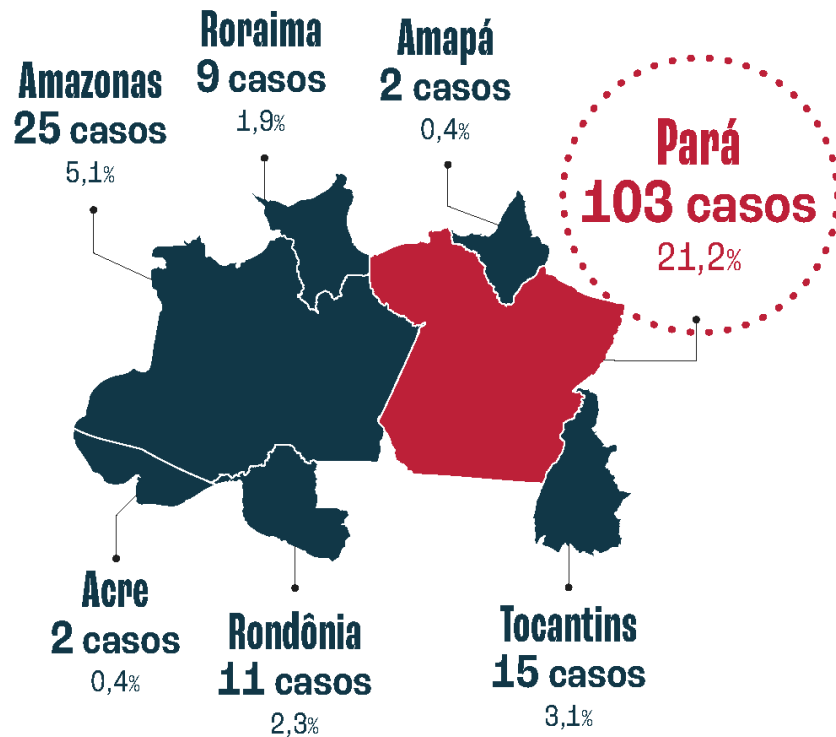 Roraima
9 casos
1,9%
Amapá
2 casos
0,4%
Amazonas
25 casos
5,1%
Pará
103 casos
21,2%
Acre
2 casos
0,4%
Rondônia
11 casos
2,3%
Tocantins
15 casos
3,1%